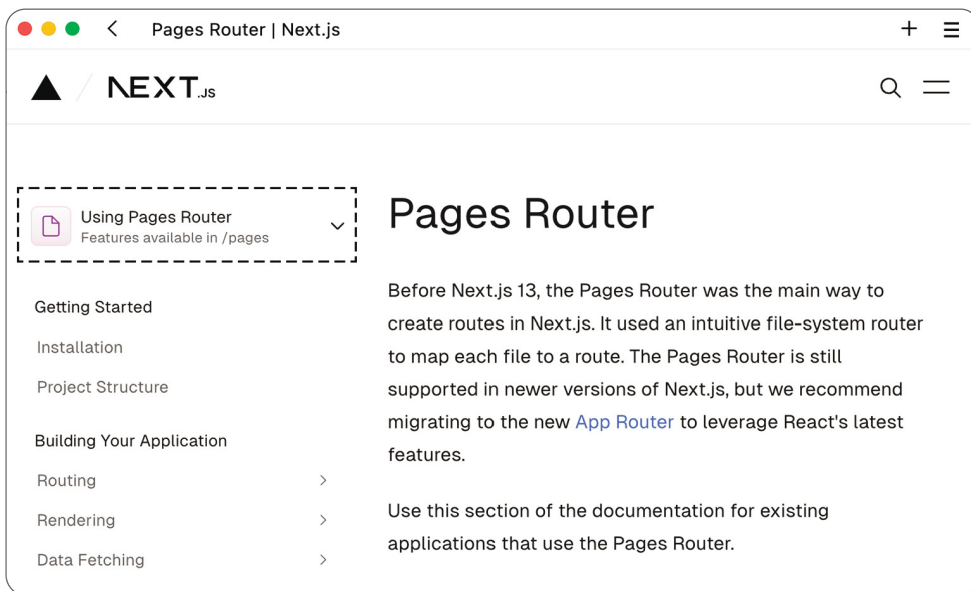 Pages Router | Next.js
NEXT.JS
Using Pages Router
Features available in /pages
Getting Started
Installation
Project Structure
Building Your Application
Routing
Rendering
Data Fetching
Pages Router
Before Next.js 13, the Pages Router was the main way to
create routes in Next.js. It used an intuitive file-system router
to map each file to a route. The Pages Router is still
supported in newer versions of Next.js, but we recommend
migrating to the new App Router to leverage React's latest
features.
Use this section of the documentation for existing
applications that use the Pages Router.